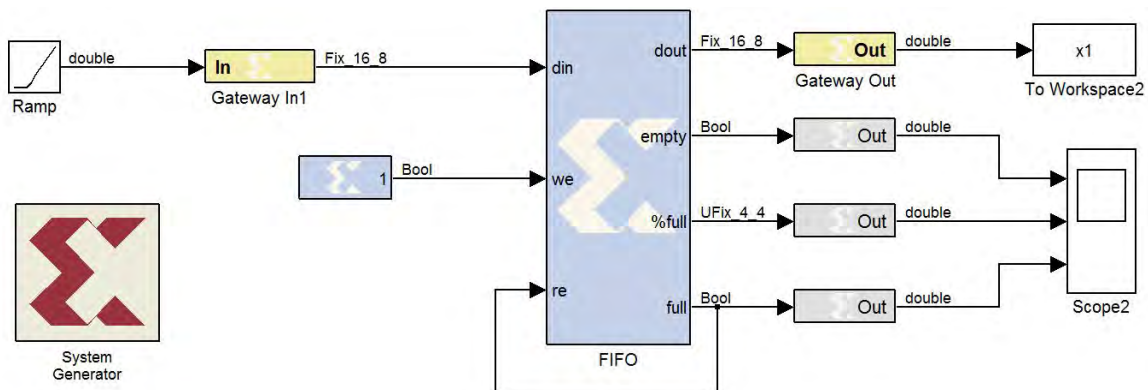 double
Ramp
In
Gateway In1
Fix_16_8
1
Bool
System
Generator
din
we
re
dout
empty
%full
full
FIFO
Fix_16_8
Out
Gateway Out
double
x1
To Workspace2
Bool
Out
double
UFix_4_4
Out
double
Bool
Out
double
Scope2